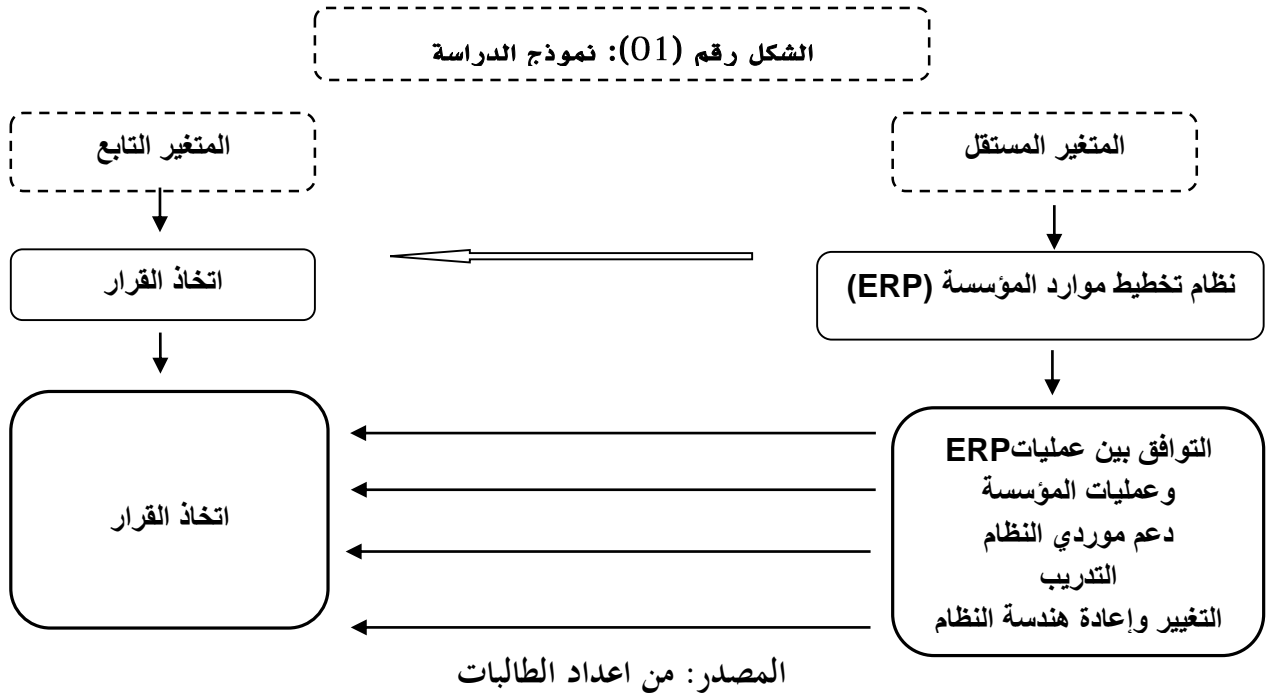 الشكل رقم (01): نموذج الدراسة
المتغير المستقل
المتغير التابع
نظام تخطيط موارد المؤسسة (ERP)
اتخاذ القرار
التوافق بين عملياتERP
وعمليات المؤسسة
دعم موردي النظام
التدريب
التغيير وإعادة هندسة النظام
اتخاذ القرار
المصدر: من اعداد الطالبات